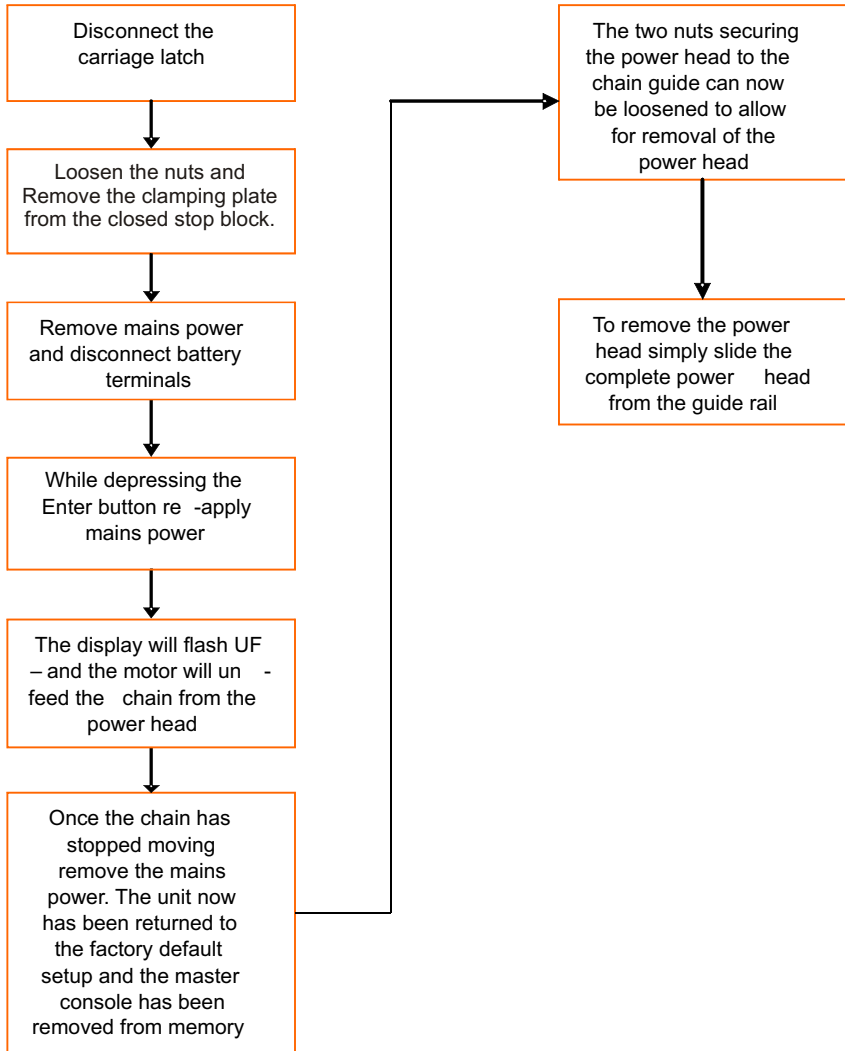 Disconnect the
carriage latch
Loosen the nuts and
Remove the clamping plate
from the closed stop block.
Remove mains power
and disconnect battery
terminals
While depressing the
Enter button re -apply
mains power
The display will flash UF
– and the motor will un -
feed the chain from the
power head
Once the chain has
stopped moving
remove the mains
power. The unit now
has been returned to
the factory default
setup and the master
console has been
removed from memory
The two nuts securing
the power head to the
chain guide can now
be loosened to allow
for removal of the
power head
To remove the power
head simply slide the
complete power head
from the guide rail